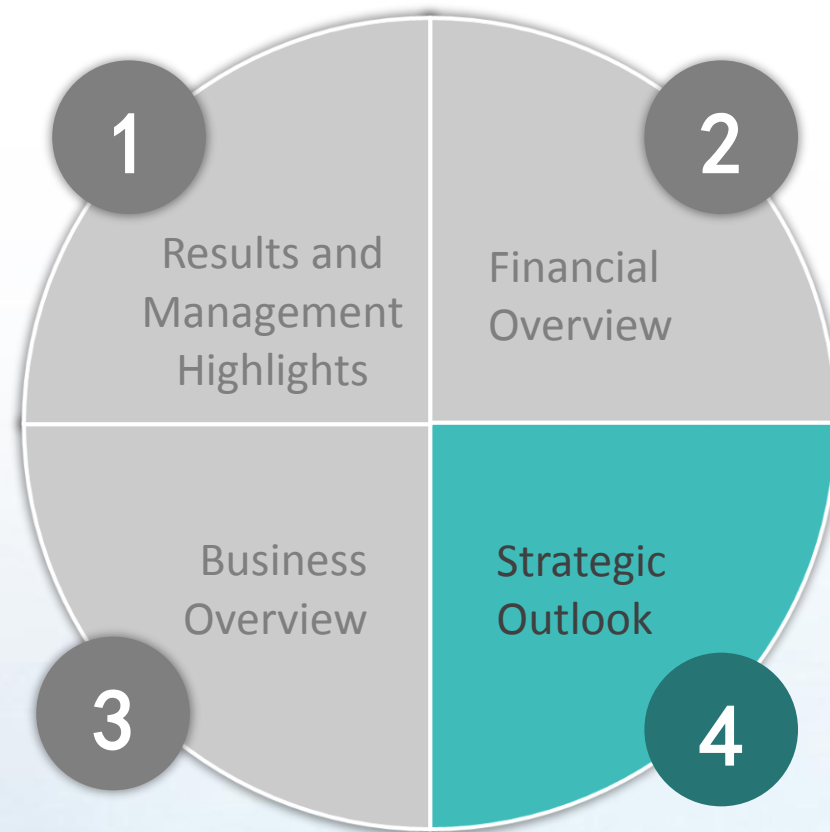 1
Results and
Management
Highlights
2
Financial
Overview
3
Business
Overview
4
Strategic
Outlook